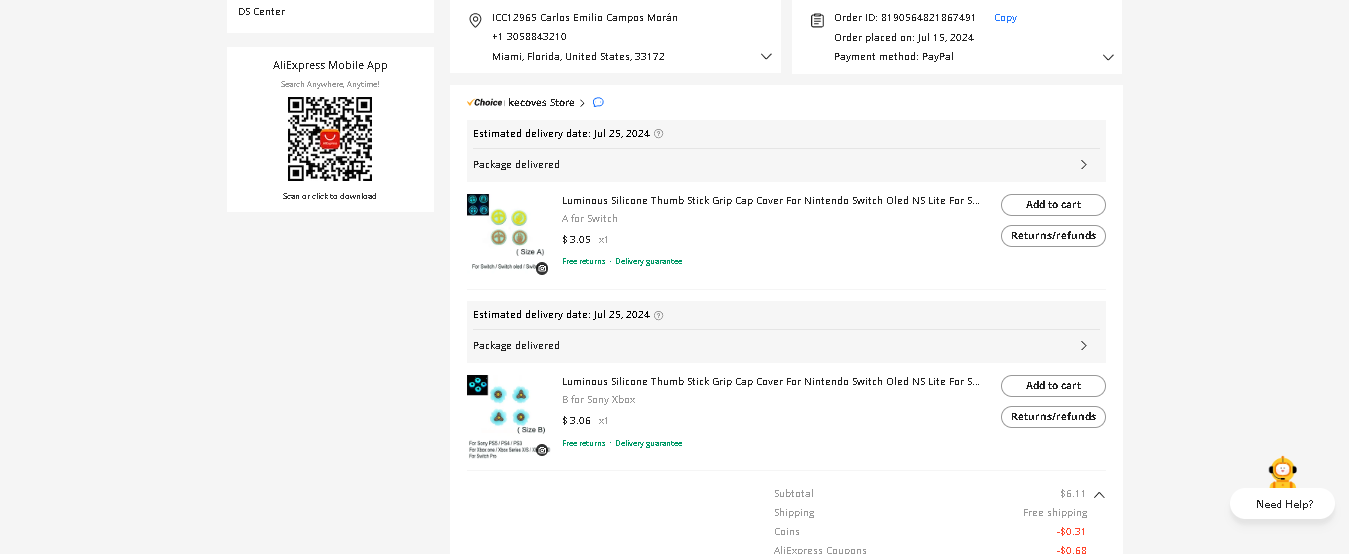 DS Center
AliExpress Mobile App
Search Anywhere, Anytime!
Scan or click to download
ICC12965 Carlos Emilio Campos Morán
+1 3058843210
Miami, Florida, United States, 33172
Order ID: 8190564821867491 Copy
Order placed on: Jul 15, 2024
Payment method: PayPal
Choice kecoves Store
Estimated delivery date: Jul 25, 2024
Package delivered
Luminous Silicone Thumb Stick Grip Cap Cover For Nintendo Switch Oled NS Lite For S...
A for Switch
$ 3.05 x1
Free returns · Delivery guarantee
Add to cart
Returns/refunds
( Size A)
For Switch / Switch oled / Swit
Estimated delivery date: Jul 25, 2024
Package delivered
Luminous Silicone Thumb Stick Grip Cap Cover For Nintendo Switch Oled NS Lite For S...
B for Sony Xbox
$ 3.06 x1
Free returns · Delivery guarantee
Add to cart
Returns/refunds
( Size B)
For Sony PS5 / PS4 / PS3
For Xbox one / Xbox Series X/S /
For Switch Pro
Subtotal $6.11
Shipping Free shipping
Coins -$0.31
AliExpress Coupons -$0.68
Need Help?